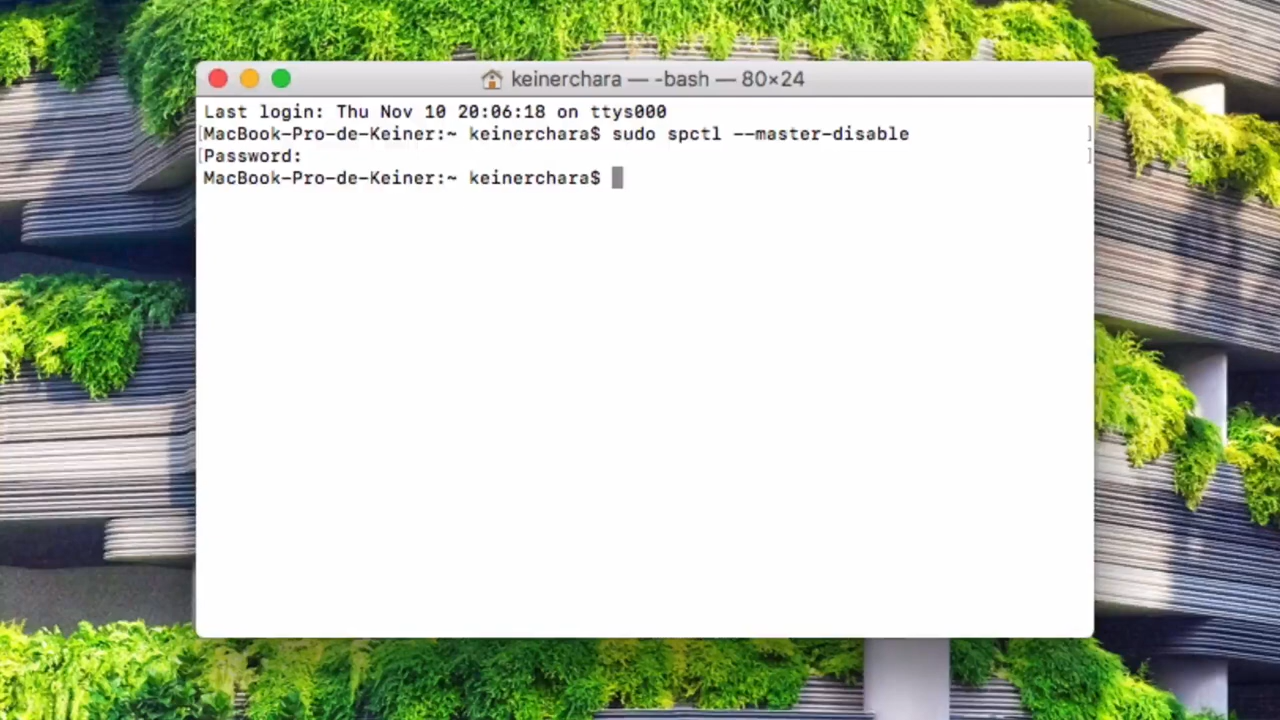 keinerchara — -bash — 80×24
Last login: Thu Nov 10 20:06:18 on ttys000
[MacBook-Pro-de-Keiner:~ keinerchara$ sudo spctl --master-disable ]
[Password: ]
MacBook-Pro-de-Keiner:~ keinerchara$